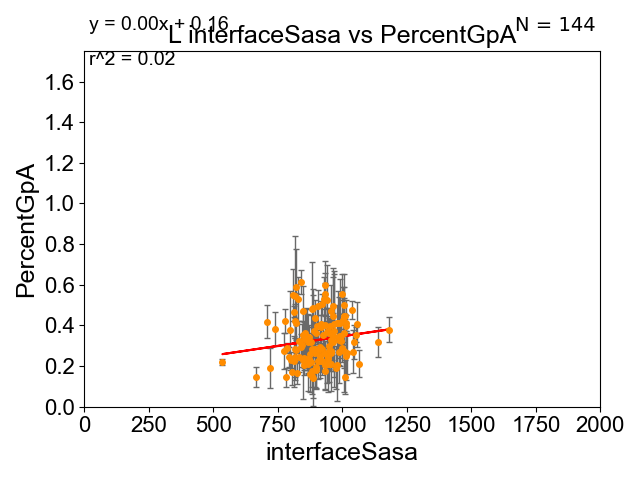 y = 0.00x + 0.16
N = 144
L interfaceSasa vs PercentGpA
r^2 = 0.02
1.6
1.4
1.2
1.0
0.8
0.6
0.4
0.2
0.0
PercentGpA
0 250 500 750 1000 1250 1500 1750 2000
interfaceSasa